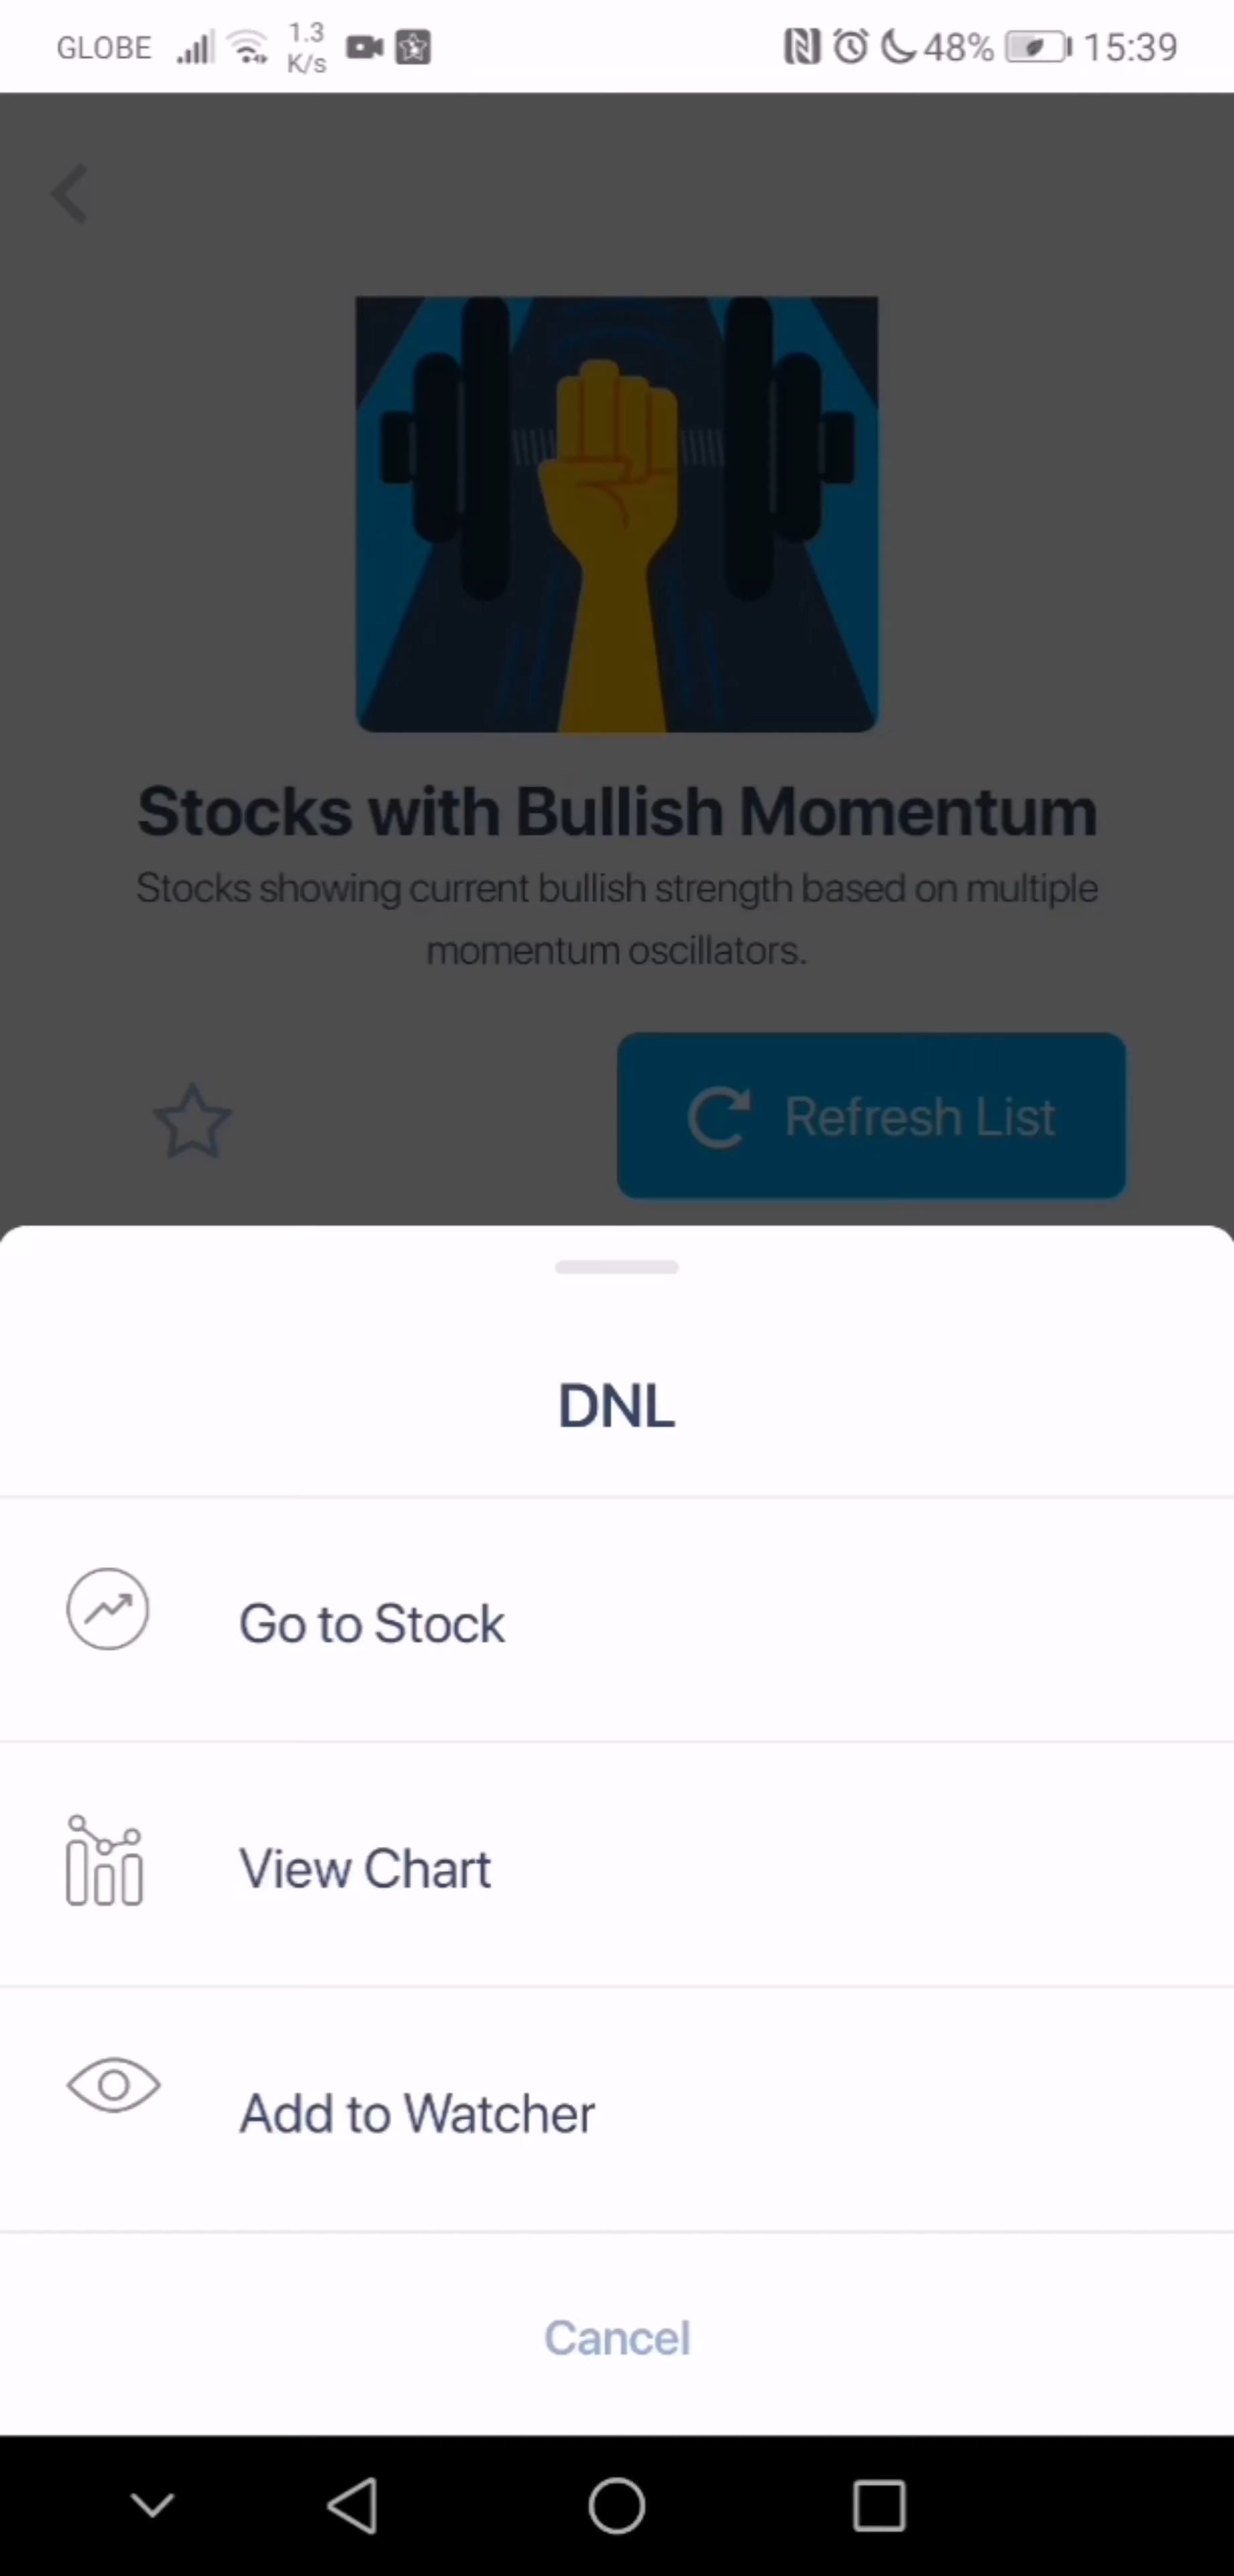 GLOBE 1.3 K/s 48% 15:39
Stocks with Bullish Momentum
Stocks showing current bullish strength based on multiple
momentum oscillators.
Refresh List
DNL
Go to Stock
View Chart
Add to Watcher
Cancel